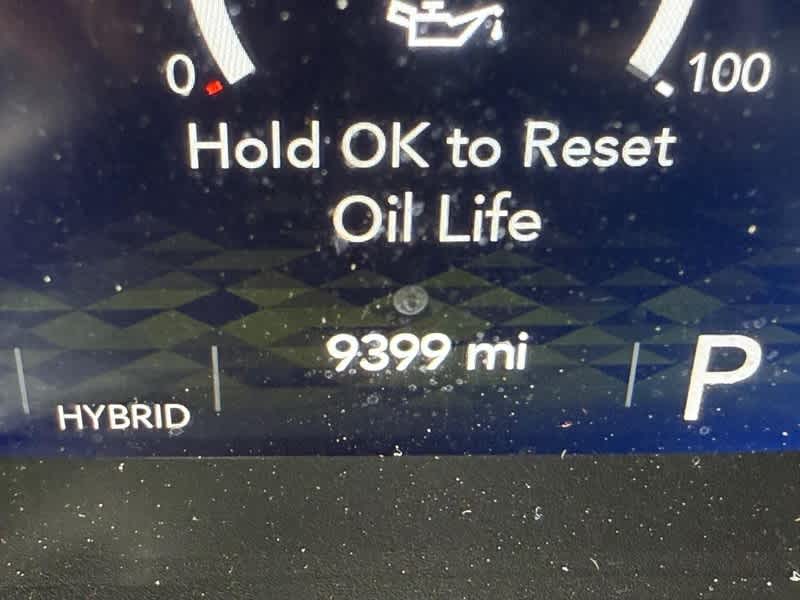 0 100
Hold OK to Reset
Oil Life
9399 mi
P
HYBRID